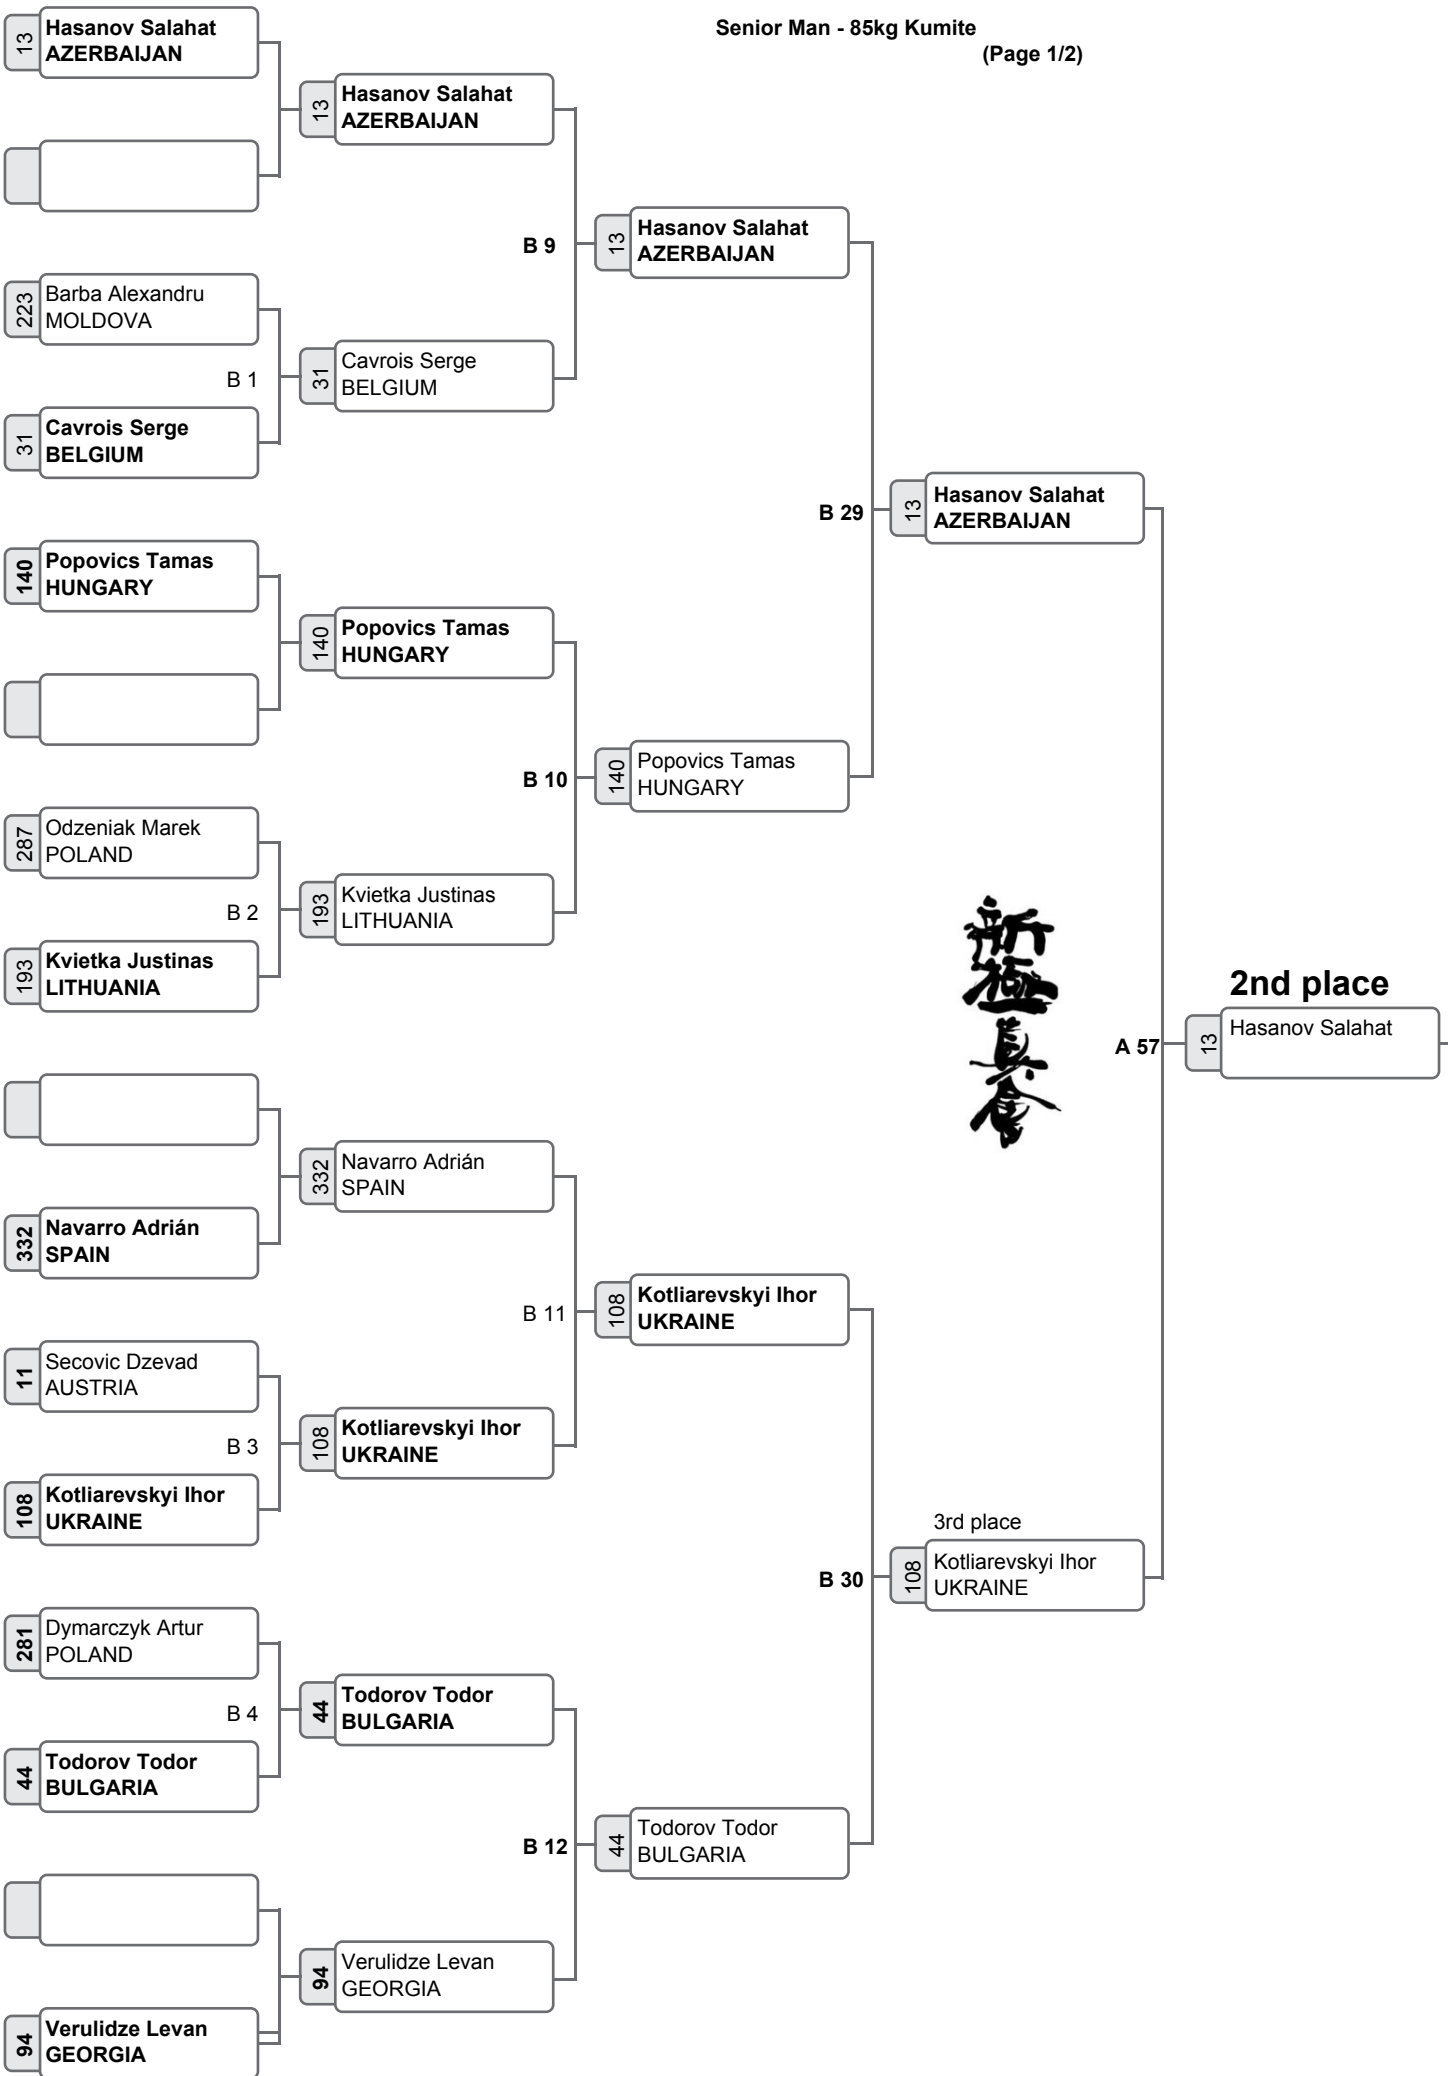 Senior Man - 85kg Kumite
(Page 1/2)
13
Hasanov Salahat
AZERBAIJAN
223
Barba Alexandru
MOLDOVA
B 1
31
Cavrois Serge
BELGIUM
140
Popovics Tamas
HUNGARY
287
Odzeniak Marek
POLAND
B 2
193
Kvietka Justinas
LITHUANIA
332
Navarro Adrián
SPAIN
11
Secovic Dzevad
AUSTRIA
B 3
108
Kotliarevskyi Ihor
UKRAINE
281
Dymarczyk Artur
POLAND
B 4
44
Todorov Todor
BULGARIA
94
Verulidze Levan
GEORGIA
13
Hasanov Salahat
AZERBAIJAN
B 9
31
Cavrois Serge
BELGIUM
140
Popovics Tamas
HUNGARY
B 10
193
Kvietka Justinas
LITHUANIA
332
Navarro Adrián
SPAIN
B 11
108
Kotliarevskyi Ihor
UKRAINE
44
Todorov Todor
BULGARIA
B 12
94
Verulidze Levan
GEORGIA
13
Hasanov Salahat
AZERBAIJAN
B 29
140
Popovics Tamas
HUNGARY
108
Kotliarevskyi Ihor
UKRAINE
B 30
44
Todorov Todor
BULGARIA
13
Hasanov Salahat
AZERBAIJAN
新極真會
A 57
3rd place
108
Kotliarevskyi Ihor
UKRAINE
2nd place
13
Hasanov Salahat